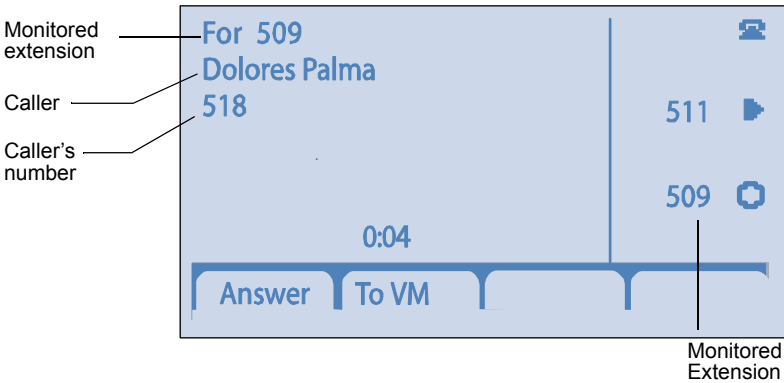 Monitored
extension
Caller
Caller's
number
For 509
Dolores Palma
518
511
509
0:04
Answer
To VM
Monitored
Extension